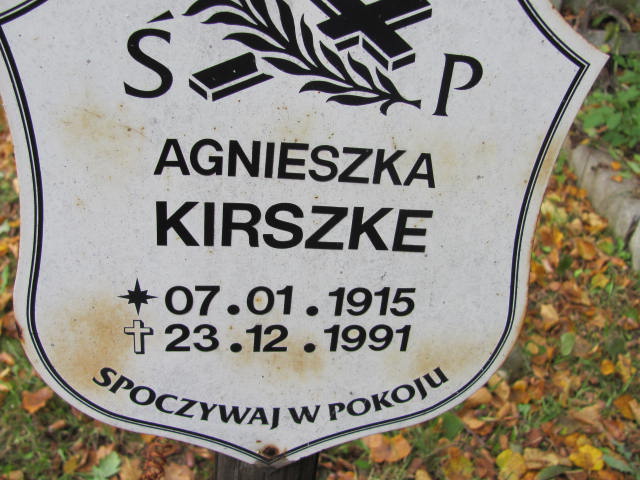 Ś P
AGNIESZKA
KIRSZKE
07.01.1915
23.12.1991
SPOCZYWAJ W POKOJU